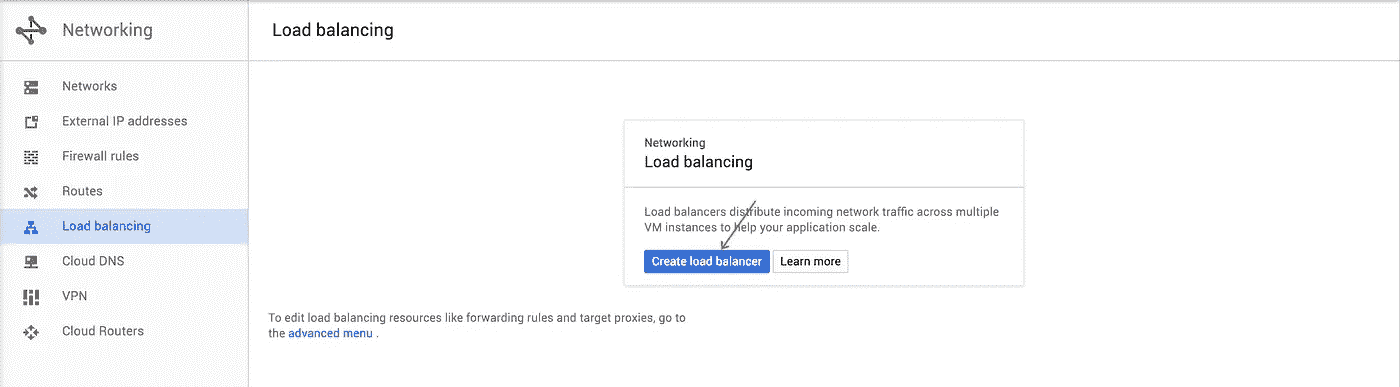 Networking
Load balancing
Networks
External IP addresses
Firewall rules
Routes
Load balancing
Cloud DNS
VPN
Cloud Routers
Networking
Load balancing
Load balancers distribute incoming network traffic across multiple
VM instances to help your application scale.
Create load balancer
Learn more
To edit load balancing resources like forwarding rules and target proxies, go to
the advanced menu .